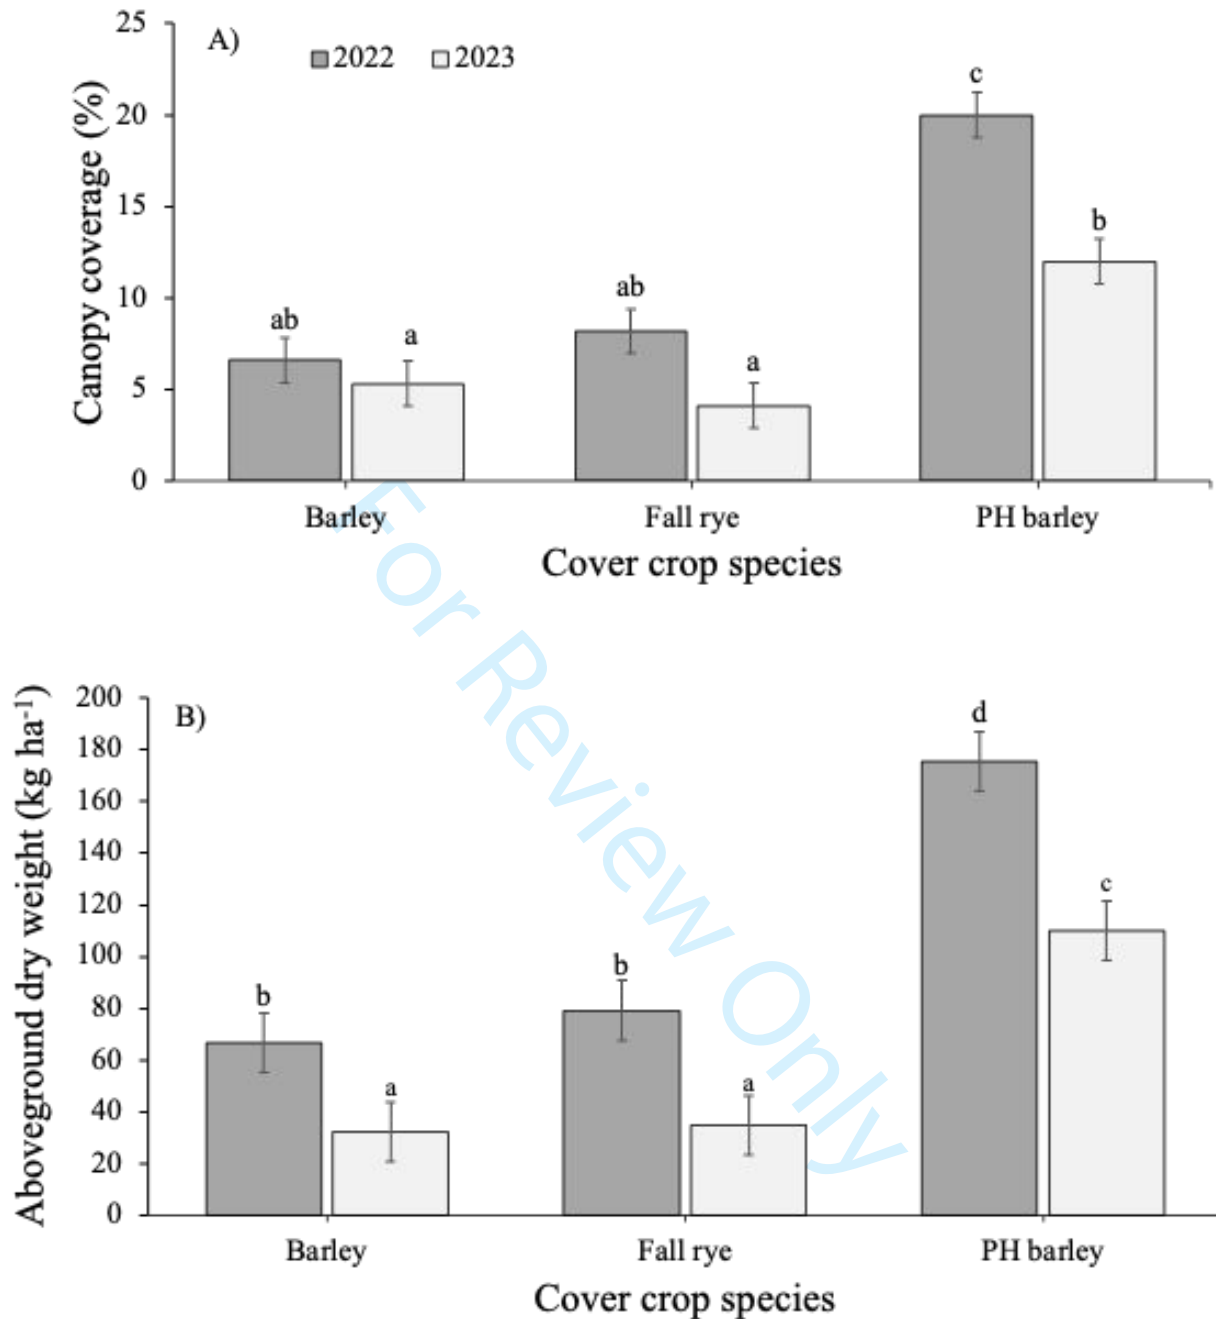 25
A)
2022 2023
c
20
b
15
Canopy coverage (%)
10
ab
ab
a
a
5
0
Barley Fall rye PH barley
Cover crop species
For Review Only
200
B)
d
180
160
140
c
120
Aboveground dry weight (kg ha-1)
100
b
b
80
60
a
a
40
20
0
Barley Fall rye PH barley
Cover crop species